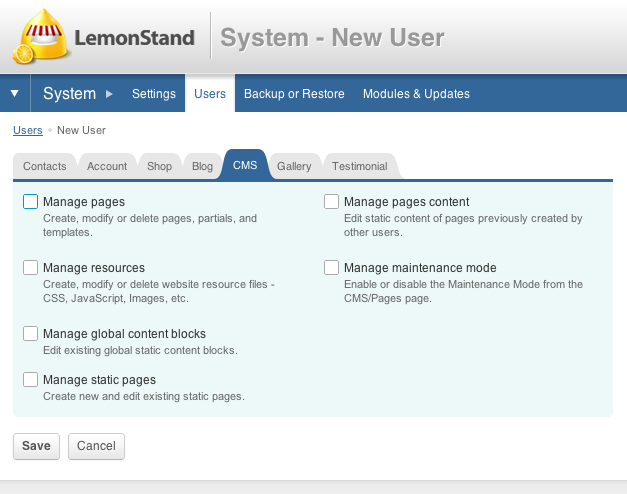 LemonStand System - New User
System Settings Users Backup or Restore Modules & Updates
Users • New User
Contacts Account Shop Blog CMS Gallery Testimonial
Manage pages
Create, modify or delete pages, partials, and
templates.
Manage pages content
Edit static content of pages previously created by
other users.
Manage resources
Create, modify or delete website resource files -
CSS, JavaScript, Images, etc.
Manage maintenance mode
Enable or disable the Maintenance Mode from the
CMS/Pages page.
Manage global content blocks
Edit existing global static content blocks.
Manage static pages
Create new and edit existing static pages.
Save Cancel